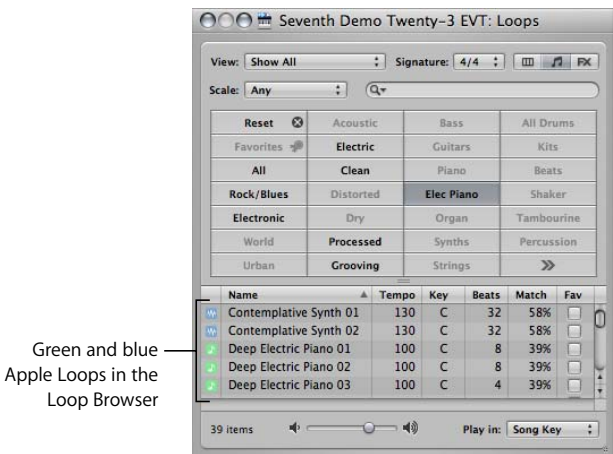 Seventh Demo Twenty-3 EVT: Loops
View: Show All Signature: 4/4 FX
Scale: Any
Reset Acoustic Bass All Drums
Favorites Electric Guitars Kits
All Clean Piano Beats
Rock/Blues Distorted Elec Piano Shaker
Electronic Dry Organ Tambourine
World Processed Synths Percussion
Urban Grooving Strings
Name Tempo Key Beats Match Fav
Contemplative Synth 01 130 C 32 58%
Contemplative Synth 02 130 C 32 58%
Deep Electric Piano 01 100 C 8 39%
Deep Electric Piano 02 100 C 8 39%
Deep Electric Piano 03 100 C 4 39%
Green and blue
Apple Loops in the
Loop Browser
39 items Play in: Song Key